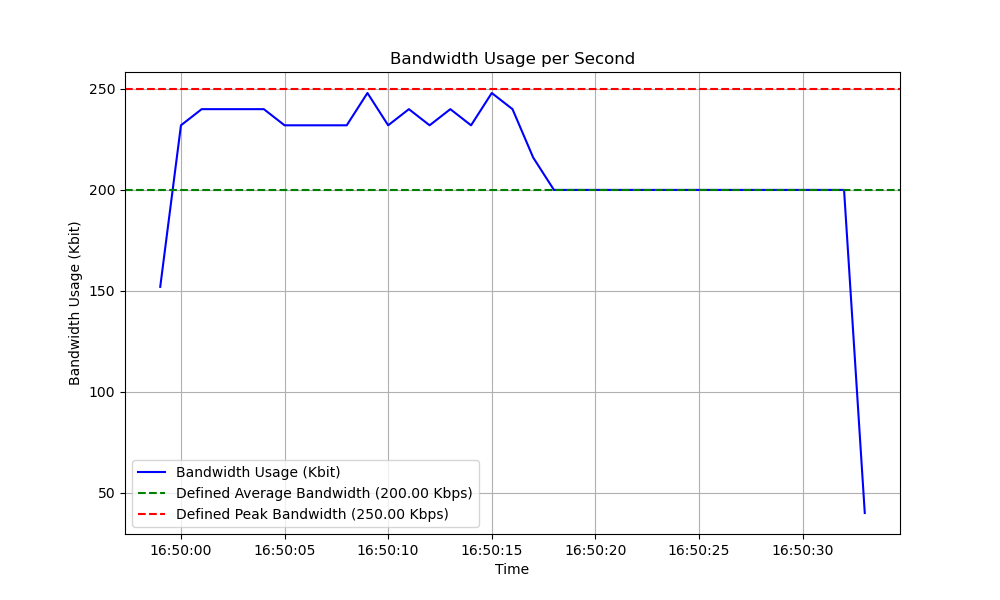 Bandwidth Usage per Second
Bandwidth Usage (Kbit)
250
200
150
100
50
Bandwidth Usage (Kbit)
Defined Average Bandwidth (200.00 Kbps)
Defined Peak Bandwidth (250.00 Kbps)
16:50:00
16:50:05
16:50:10
16:50:15
16:50:20
16:50:25
16:50:30
Time